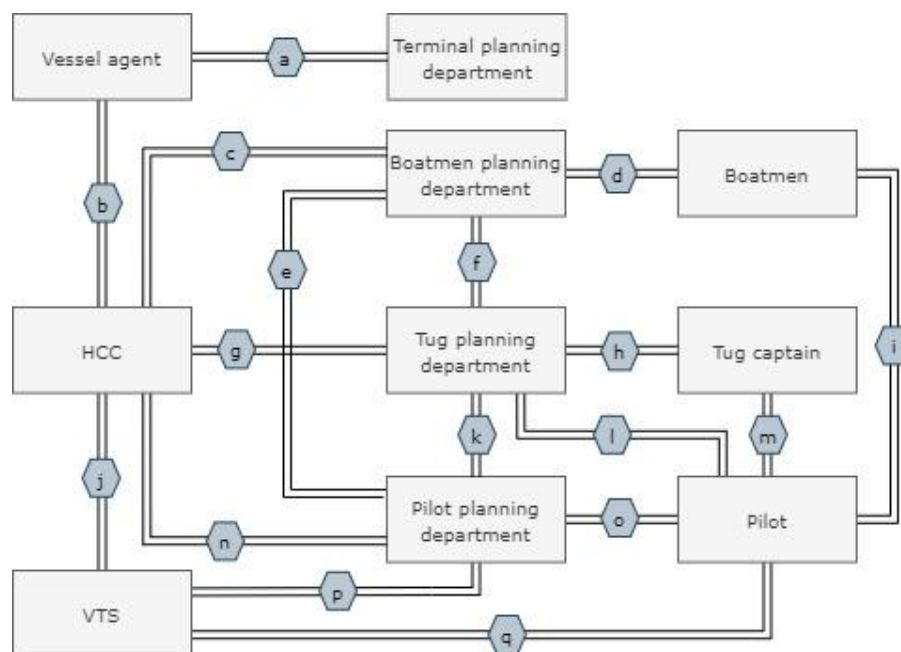 Vessel agent
a
Terminal planning
department
b
c
Boatmen planning
department
d
Boatmen
e
f
HCC
g
Tug planning
department
h
Tug captain
i
j
k
l
m
n
Pilot planning
department
o
Pilot
p
VTS
q